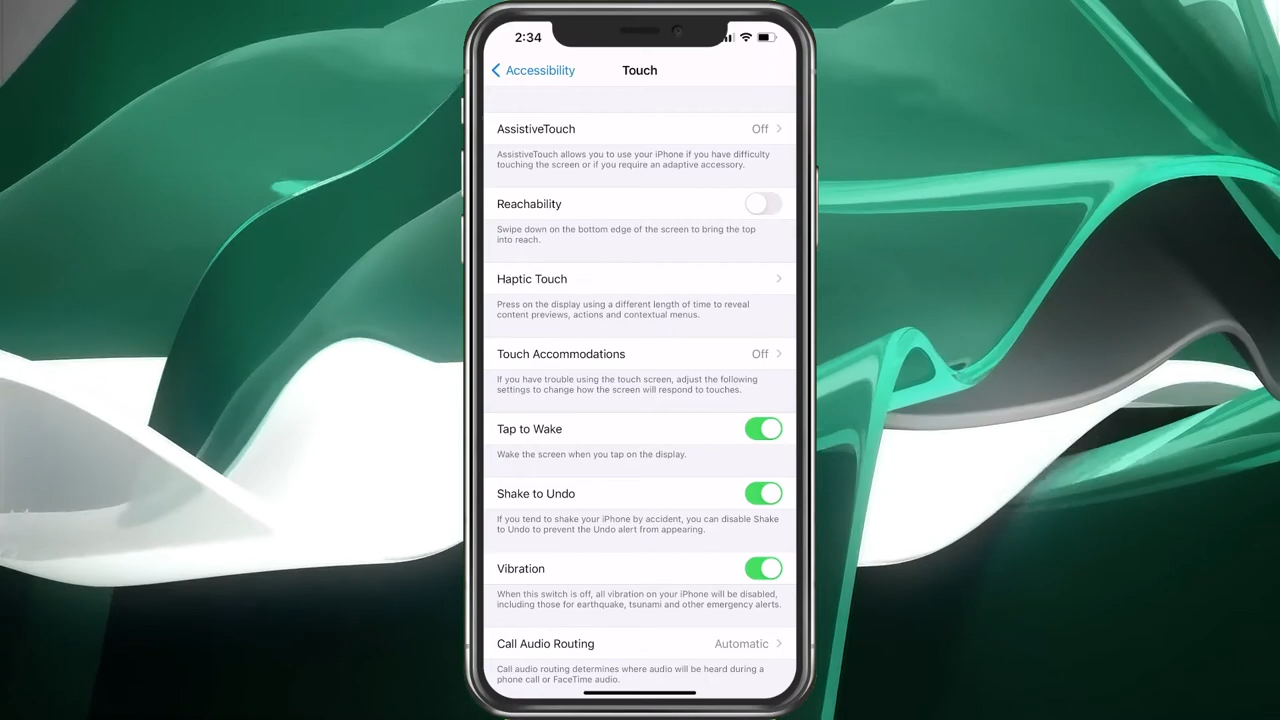 2:34
Accessibility
Touch
AssistiveTouch Off
AssistiveTouch allows you to use your iPhone if you have difficulty
touching the screen or if you require an adaptive accessory.
Reachability
Swipe down on the bottom edge of the screen to bring the top
into reach.
Haptic Touch
Press on the display using a different length of time to reveal
content previews, actions and contextual menus.
Touch Accommodations Off
If you have trouble using the touch screen, adjust the following
settings to change how the screen will respond to touches.
Tap to Wake
Wake the screen when you tap on the display.
Shake to Undo
If you tend to shake your iPhone by accident, you can disable Shake
to Undo to prevent the Undo alert from appearing.
Vibration
When this switch is off, all vibration on your iPhone will be disabled,
including those for earthquake, tsunami and other emergency alerts.
Call Audio Routing Automatic
Call audio routing determines where audio will be heard during a
phone call or FaceTime audio.